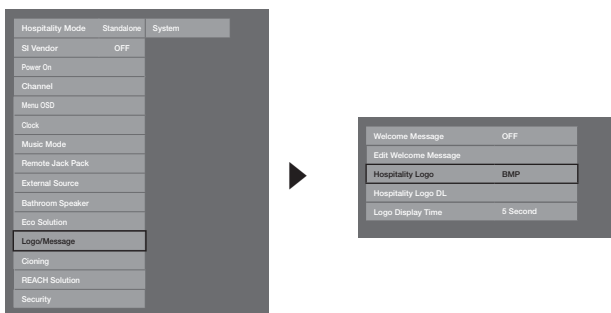 Hospitality Mode Standalone System
SI Vendor OFF
Power On
Channel
Menu OSD
Clock
Music Mode
Remote Jack Pack
External Source
Bathroom Speaker
Eco Solution
Logo/Message
Cloning
REACH Solution
Security
Welcome Message OFF
Edit Welcome Message
Hospitality Logo BMP
Hospitality Logo DL
Logo Display Time 5 Second